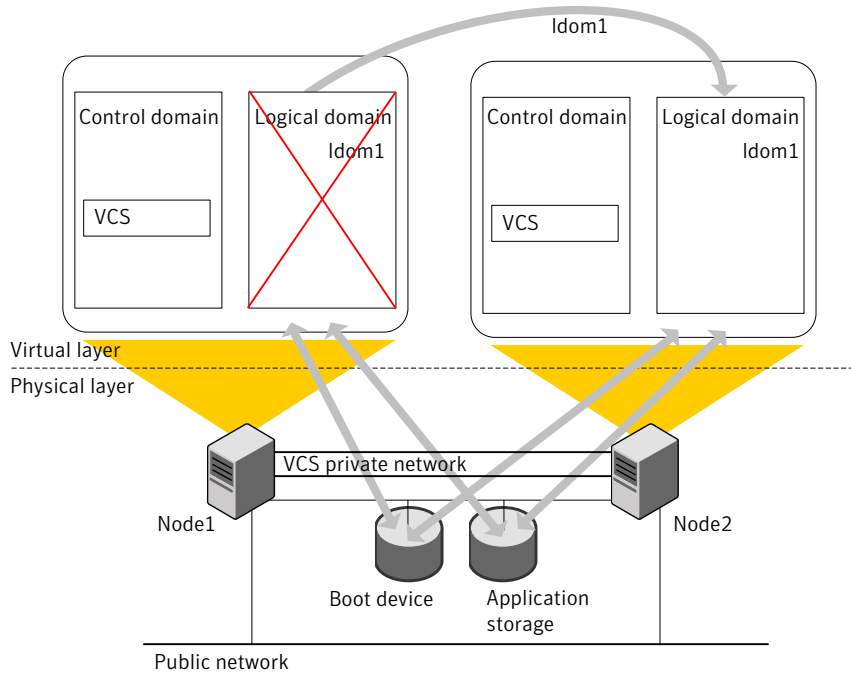 ldom1
Control domain
Logical domain
ldom1
VCS
Control domain
Logical domain
ldom1
VCS
Virtual layer
Physical layer
VCS private network
Node1
Node2
Boot device
Application
storage
Public network